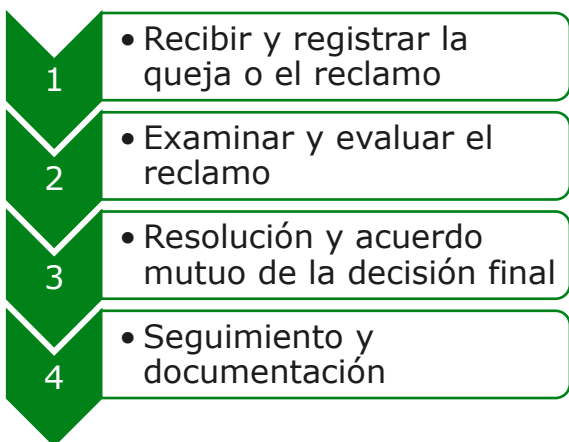 1
• Recibir y registrar la
queja o el reclamo
2
• Examinar y evaluar el
reclamo
3
• Resolución y acuerdo
mutuo de la decisión final
4
• Seguimiento y
documentación